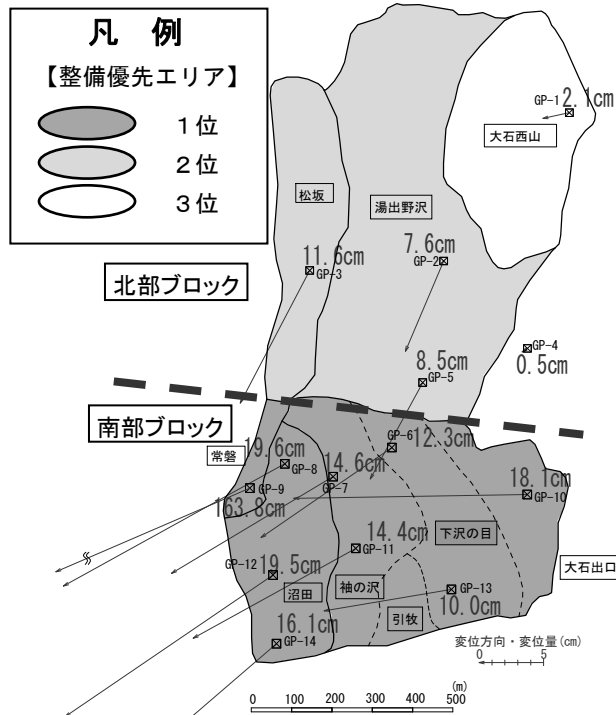 凡 例
【整備優先エリア】
1位
2位
3位
GP-1 2.1cm
大石西山
松坂
湯出野沢
11.6cm
GP-3
7.6cm
GP-2
北部ブロック
GP-4
0.5cm
8.5cm
GP-5
南部ブロック
常磐
19.6cm
GP-8
GP-6
12.3cm
14.6cm
GP-7
GP-9
163.8cm
18.1cm
GP-10
14.4cm
GP-11
下沢の目
GP-12
19.5cm
沼田
袖の沢
大石出口
GP-13
10.0cm
引牧
16.1cm
GP-14
変位方向・変位量(cm)
0 5
(m)
0 100 200 300 400 500